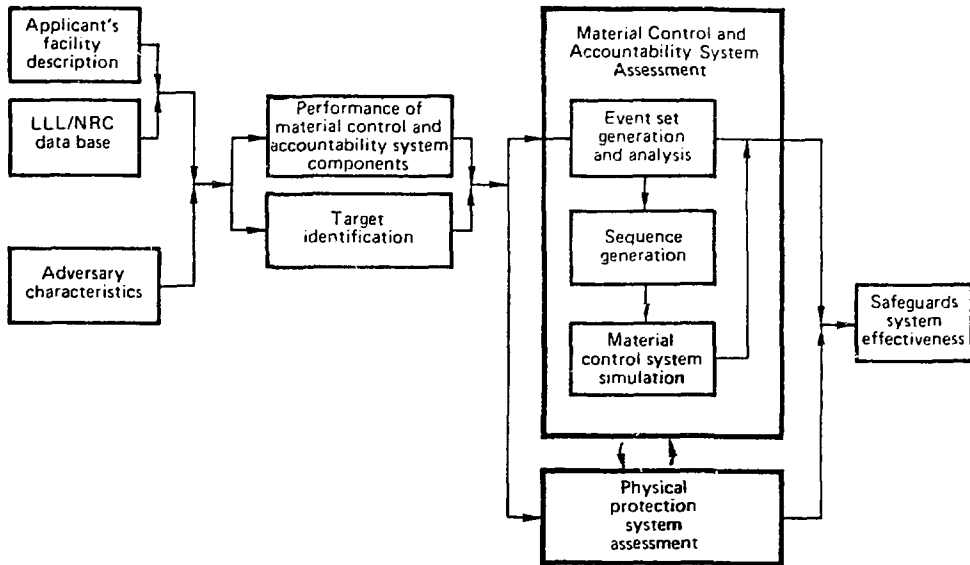 Applicant's
facility
description
LLL/NRC
data base
Adversary
characteristics
Performance of
material control and
accountability system
components
Target
identification
Material Control and
Accountability System
Assessment
Event set
generation
and analysis
Sequence
generation
Material
control system
simulation
Physical
protection
system
assessment
Safeguards
system
effectiveness